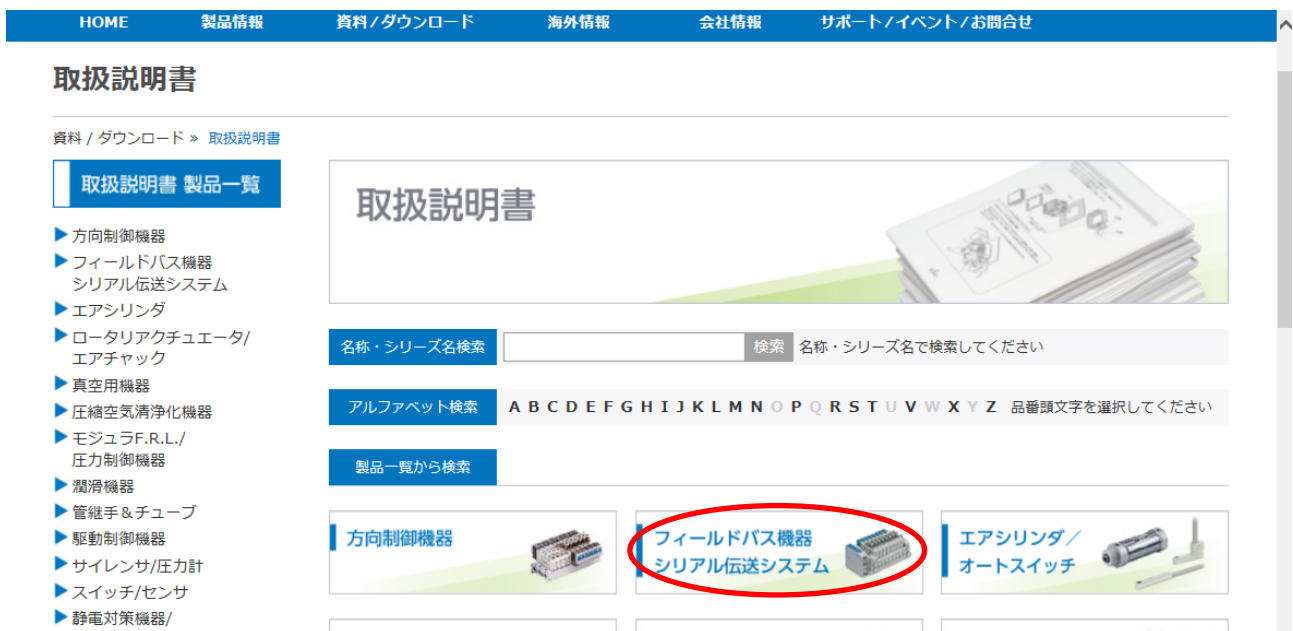 HOME 製品情報 資料/ダウンロード 海外情報 会社情報 サポート/イベント/お問合せ
取扱説明書
資料 / ダウンロード » 取扱説明書
取扱説明書 製品一覧
方向制御機器
フィールドバス機器
シリアル伝送システム
エアシリンダ
ロータリアクチュエータ/
エアチャック
真空用機器
圧縮空気清浄化機器
モジュラF.R.L./
圧力制御機器
潤滑機器
管継手&チューブ
駆動制御機器
サイレンサ/圧力計
スイッチ/センサ
静電対策機器/
取扱説明書
名称・シリーズ名検索 検索 名称・シリーズ名で検索してください
アルファベット検索 A B C D E F G H I J K L M N O P Q R S T U V W X Y Z 品番頭文字を選択してください
製品一覧から検索
方向制御機器
フィールドバス機器
シリアル伝送システム
エアシリンダ/
オートスイッチ